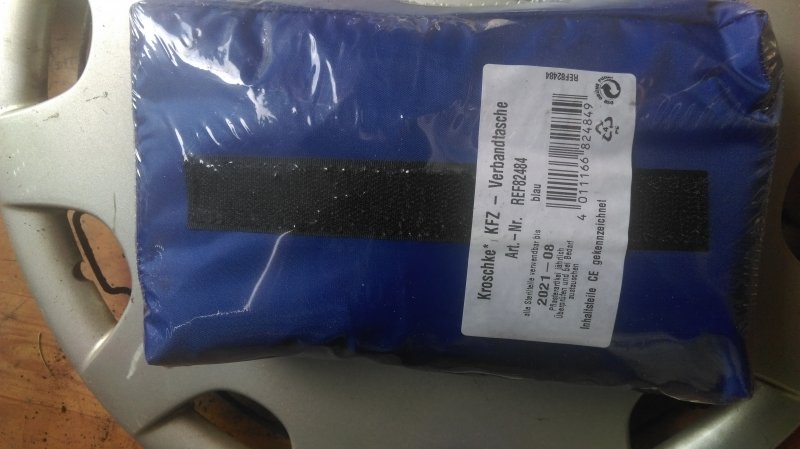 REF82484
Kroschke* KFZ - Verbandtasche
Art.-Nr. REF82484
blau
4 011166 824849
alle Sterilteile verwendbar bis
2021-08
Pflasterartikel jährlich
Überprüfen und bei Bedarf
austauschen
Inhaltsteile CE gekennzeichnet